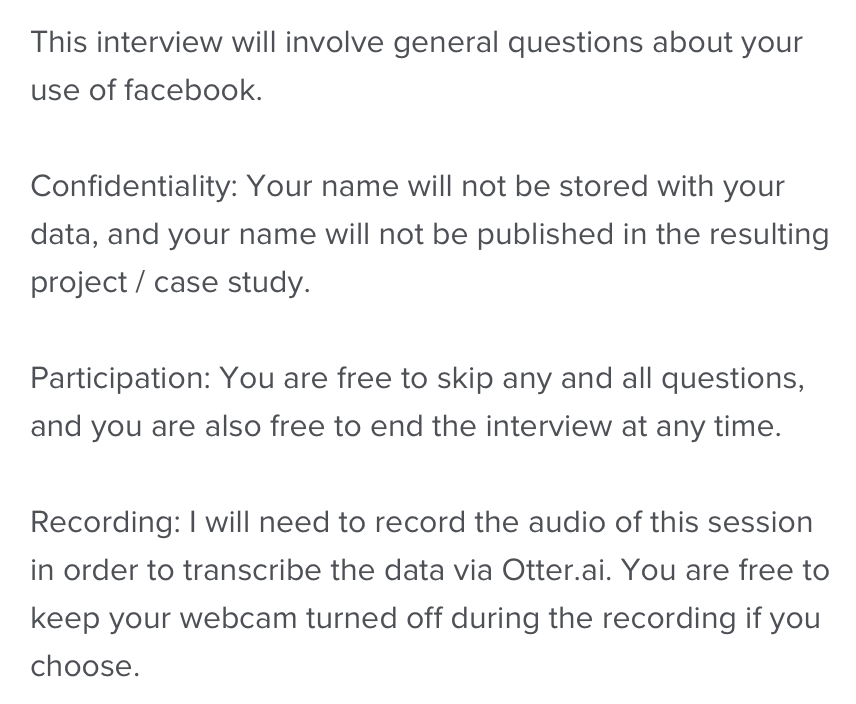 This interview will involve general questions about your
use of facebook.
Confidentiality: Your name will not be stored with your
data, and your name will not be published in the resulting
project / case study.
Participation: You are free to skip any and all questions,
and you are also free to end the interview at any time.
Recording: I will need to record the audio of this session
in order to transcribe the data via Otter.ai. You are free to
keep your webcam turned off during the recording if you
choose.